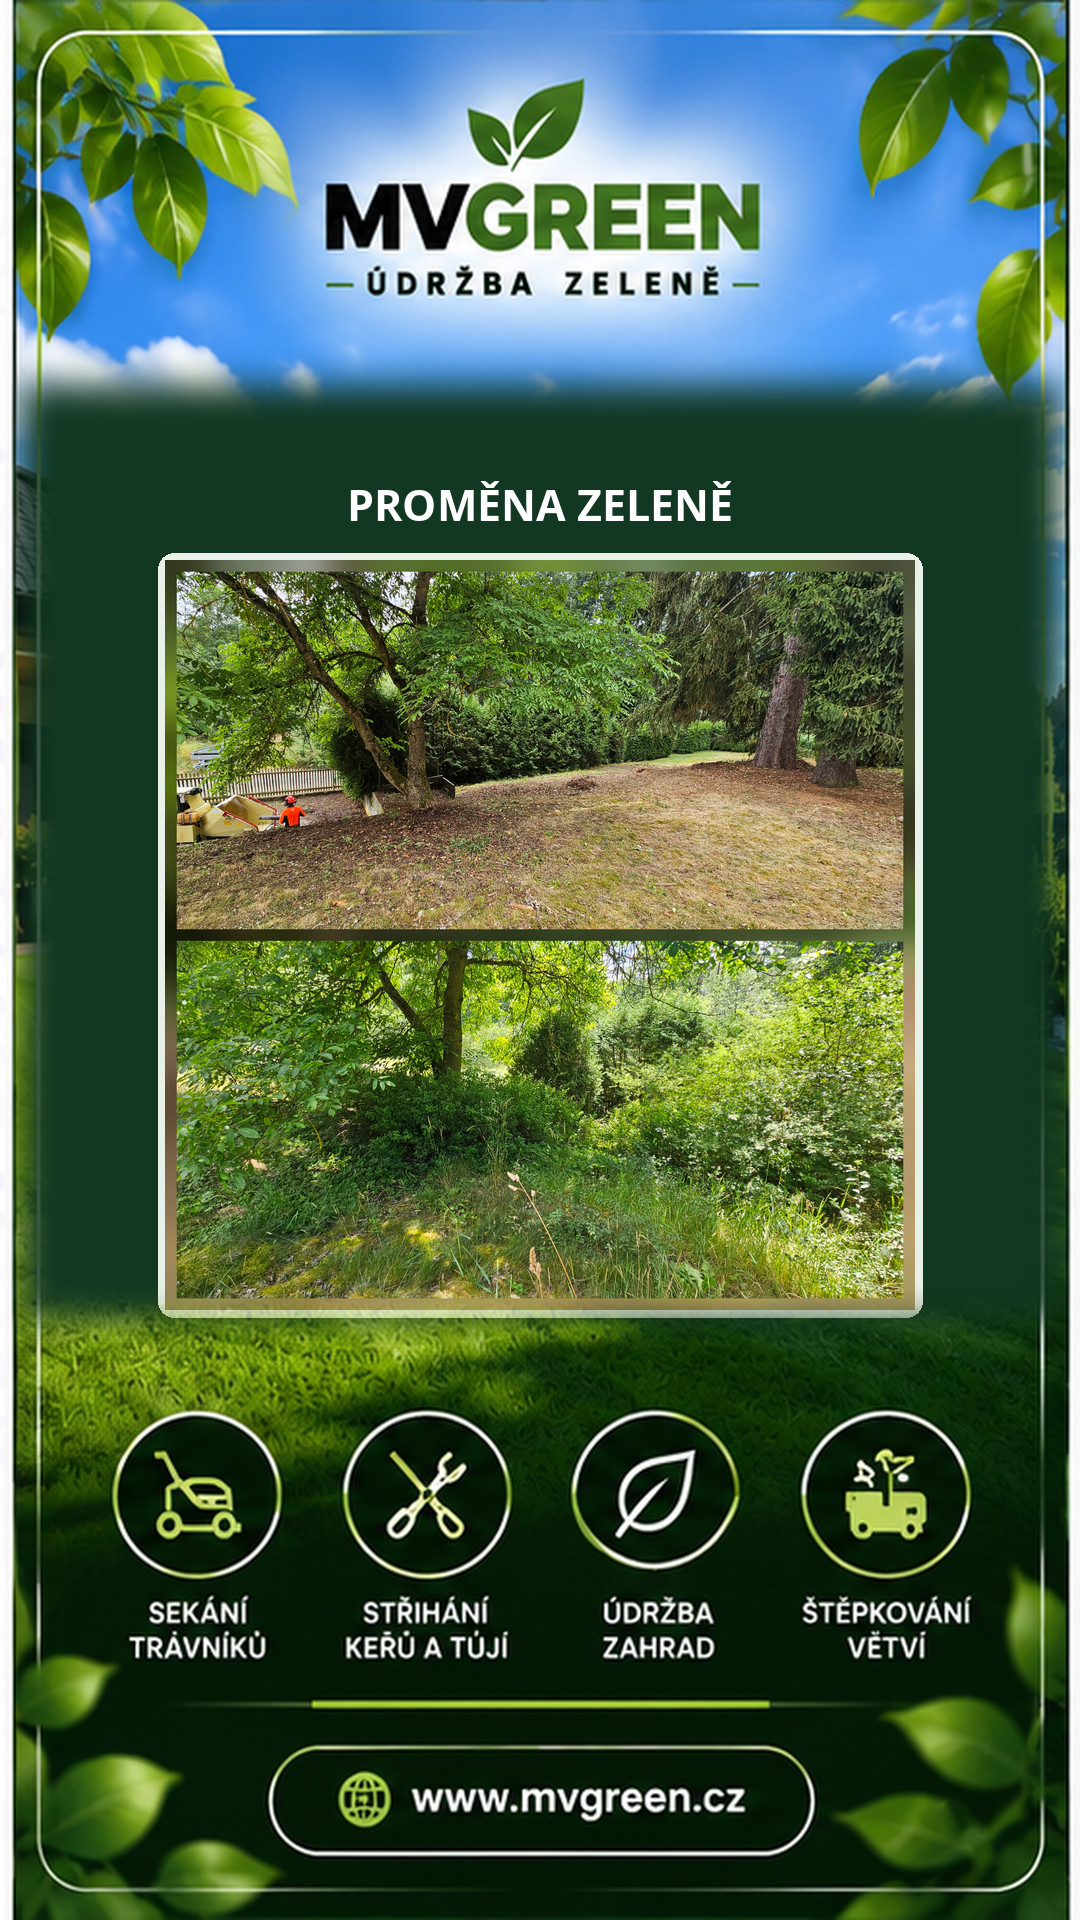 MVGREEN
ÚDRŽBA ZELENĚ
PROMĚNA ZELENĚ
SEKÁNÍ
TRÁVNÍKŮ
STŘIHÁNÍ
KEŘŮ A TÚJÍ
ÚDRŽBA
ZAHRAD
ŠTĚPKOVÁNÍ
VĚTVÍ
www.mvgreen.cz